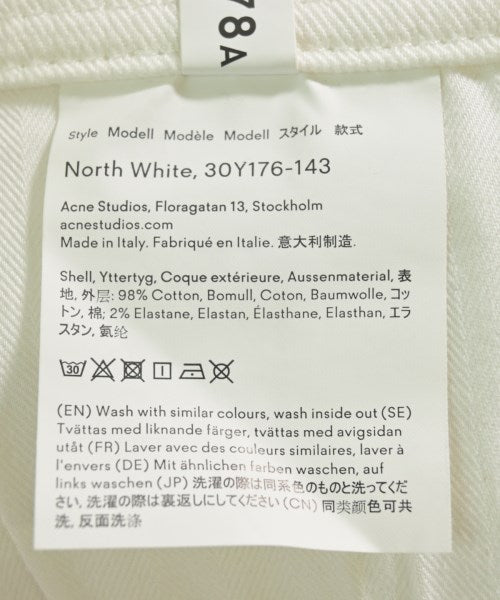 78A
Style Modell Modèle Modell スタイル 款式
North White, 30Y176-143
Acne Studios, Floragatan 13, Stockholm
acnestudios.com
Made in Italy. Fabriqué en Italie. 意大利制造.
Shell, Yttertyg, Coque extérieure, Aussenmaterial, 表
地, 外层: 98% Cotton, Bomull, Coton, Baumwolle, コッ
トン, 棉; 2% Elastane, Elastan, Élasthane, Elasthan, エラ
スタン, 氨纶
30
(EN) Wash with similar colours, wash inside out (SE)
Tvättas med liknande färger, tvättas med avigsidan
utåt (FR) Laver avec des couleurs similaires, laver à
l'envers (DE) Mit ähnlichen farben waschen, auf
links waschen (JP) 洗濯の際は同系色のものと洗ってくだ
さい, 洗濯の際は裏返しにしてください (CN) 同类颜色可共
洗, 反面洗涤